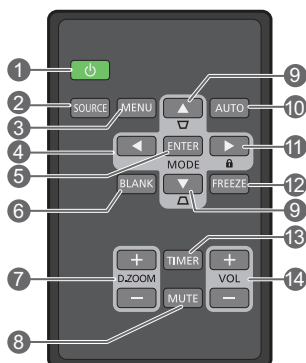 1
9
2 SOURCE MENU AUTO 10
3
4 11
5 ENTER
MODE
6 BLANK FREEZE 12
9
13
7 + TIMER +
D.ZOOM VOL 14
− MUTE −
8